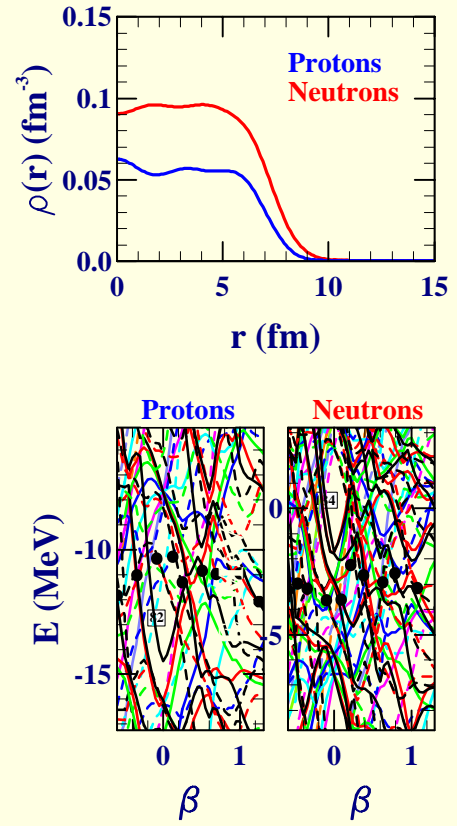 0.15
0.1
0.05
0.0
ρ(r) (fm⁻³)
Protons
Neutrons
0 5 10 15
r (fm)
Protons Neutrons
E (MeV)
-10
-15
82
0
-5
0 1 0 1
β β